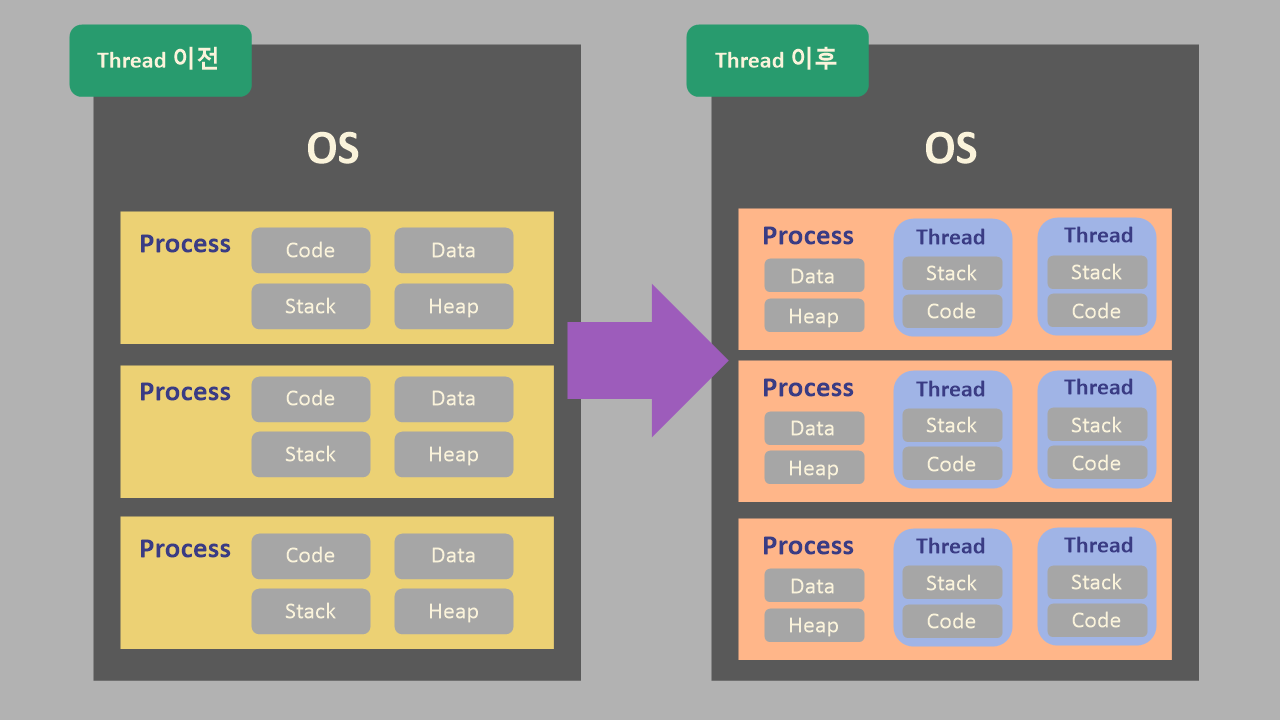 Thread 이전
OS
Process
Code
Data
Stack
Heap
Process
Code
Data
Stack
Heap
Process
Code
Data
Stack
Heap
Thread 이후
OS
Process
Data
Heap
Thread
Stack
Code
Thread
Stack
Code
Process
Data
Heap
Thread
Stack
Code
Thread
Stack
Code
Process
Data
Heap
Thread
Stack
Code
Thread
Stack
Code